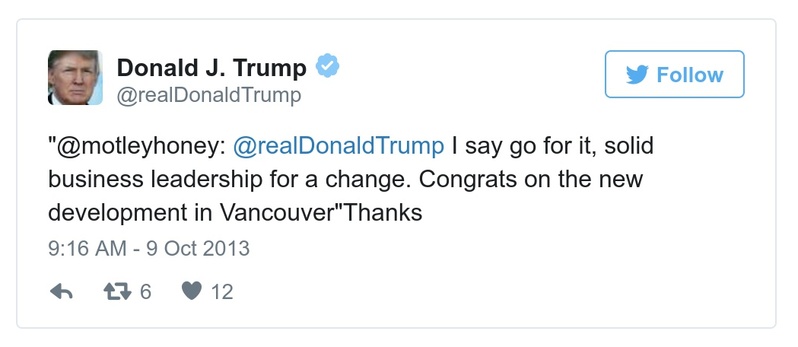 Donald J. Trump
@realDonaldTrump
Follow
"@motleyhoney: @realDonaldTrump I say go for it, solid
business leadership for a change. Congrats on the new
development in Vancouver"Thanks
9:16 AM - 9 Oct 2013
6 12